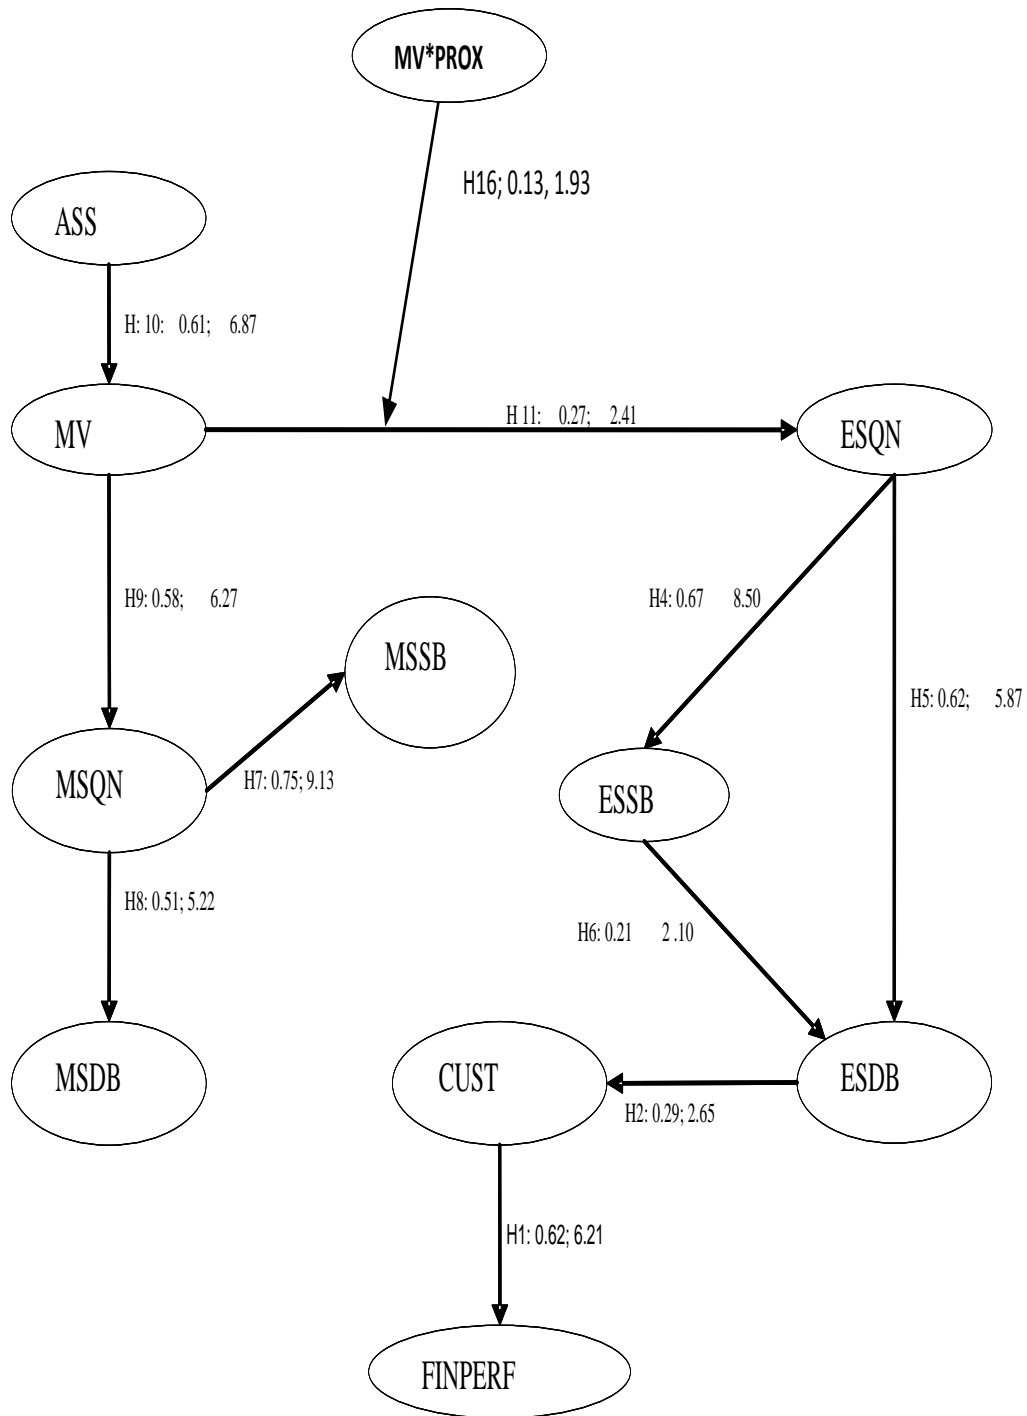 MV*PROX
H16; 0.13, 1.93
ASS
H: 10: 0.61; 6.87
MV
H 11: 0.27; 2.41
ESQN
H9: 0.58; 6.27
MSSB
H4: 0.67 8.50
H5: 0.62; 5.87
MSQN
H7: 0.75; 9.13
ESSB
H8: 0.51; 5.22
H6: 0.21 2 .10
MSDB
CUST
ESDB
H2: 0.29; 2.65
H1: 0.62; 6.21
FINPERF